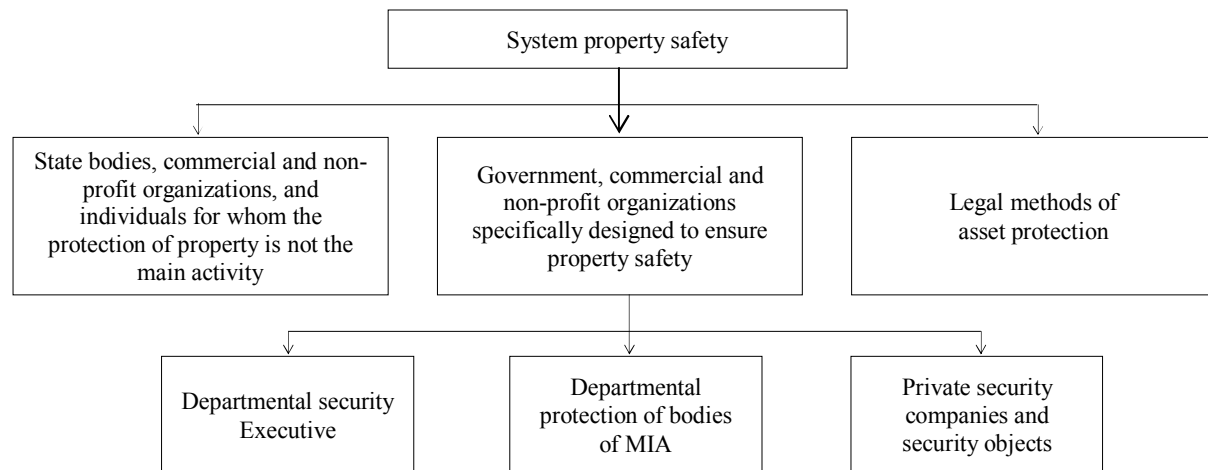 System property safety
State bodies, commercial and non-
profit organizations, and
individuals for whom the
protection of property is not the
main activity
Government, commercial and
non-profit organizations
specifically designed to ensure
property safety
Legal methods of
asset protection
Departmental security
Executive
Departmental
protection of bodies
of MIA
Private security
companies and
security objects